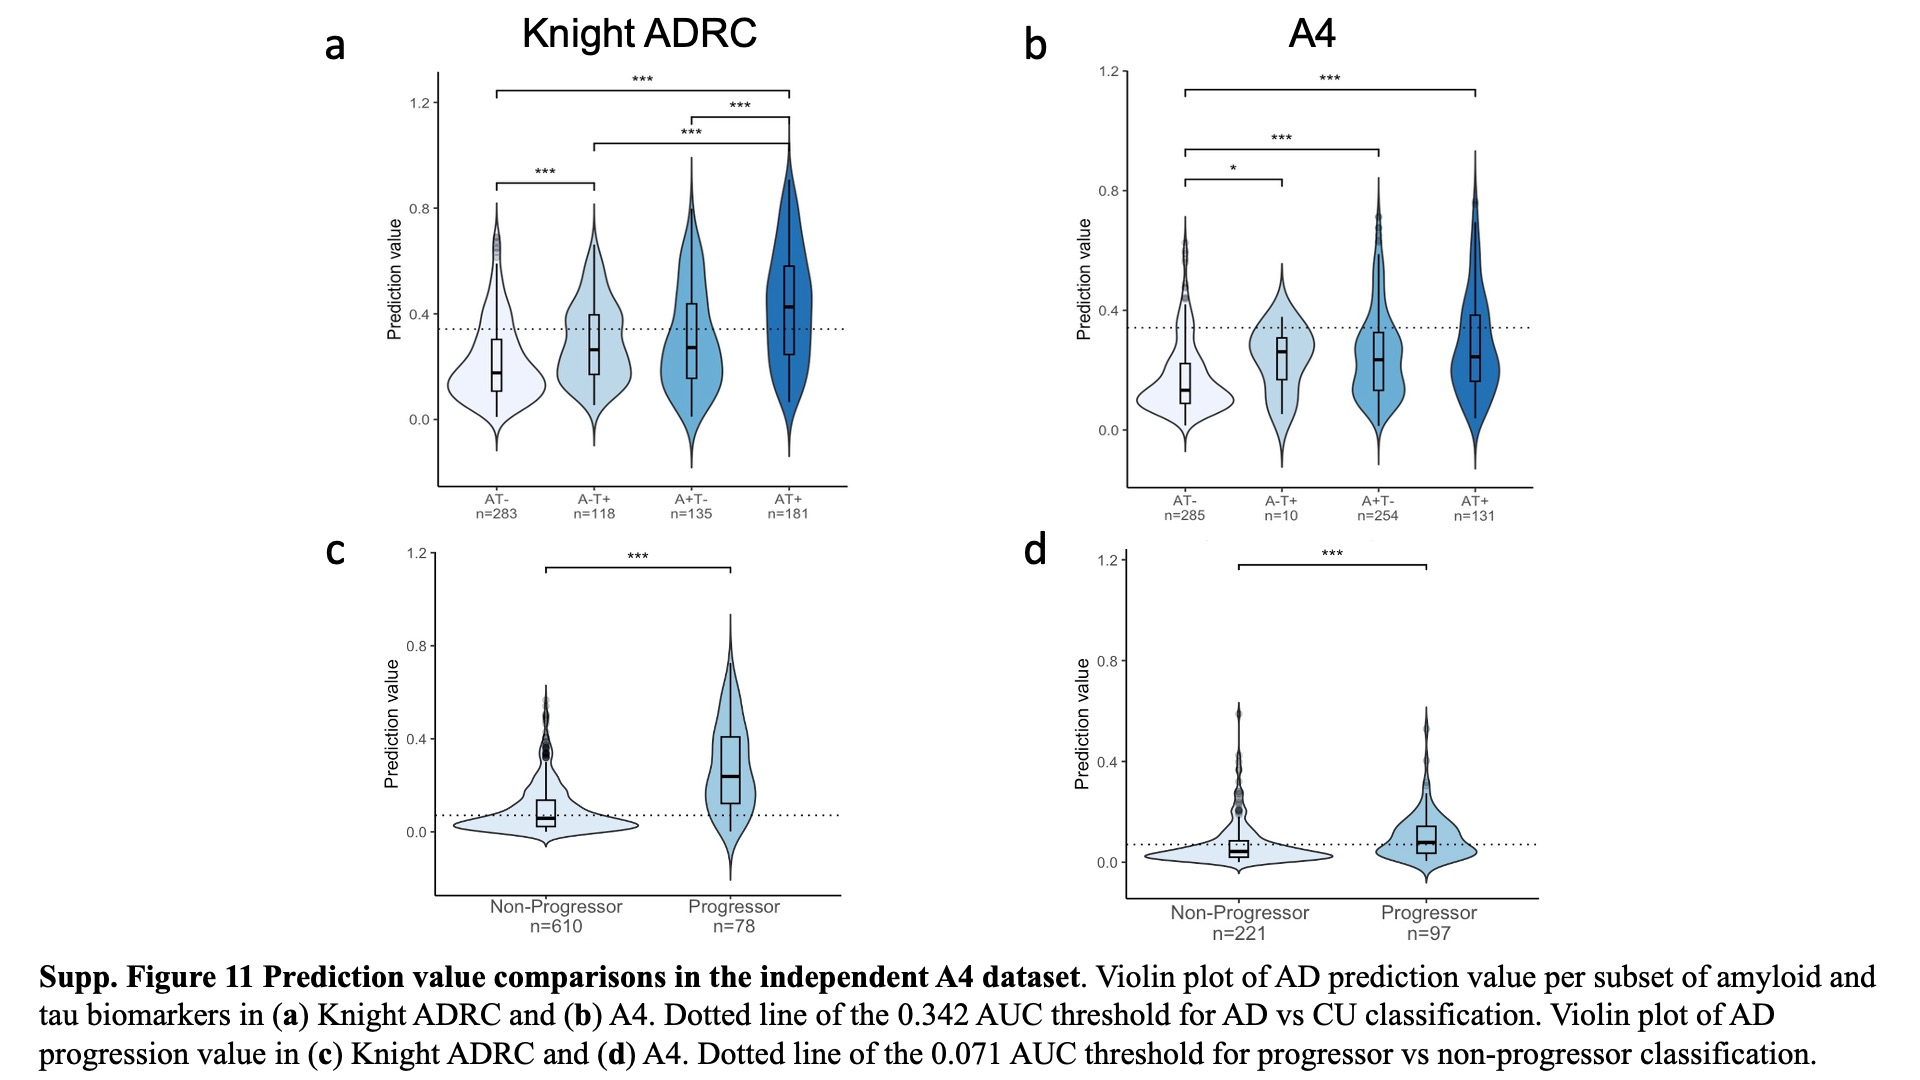 a
Knight ADRC
b
A4
Prediction value
1.2
0.8
0.4
0.0
***
***
***
***
AT-
n=283
A-T+
n=118
A+T-
n=135
AT+
n=181
Prediction value
1.2
0.8
0.4
0.0
***
***
*
AT-
n=285
A-T+
n=10
A+T-
n=254
AT+
n=131
c
Prediction value
1.2
0.8
0.4
0.0
***
Non-Progressor
n=610
Progressor
n=78
d
Prediction value
1.2
0.8
0.4
0.0
***
Non-Progressor
n=221
Progressor
n=97
Supp. Figure 11 Prediction value comparisons in the independent A4 dataset. Violin plot of AD prediction value per subset of amyloid and
tau biomarkers in (a) Knight ADRC and (b) A4. Dotted line of the 0.342 AUC threshold for AD vs CU classification. Violin plot of AD
progression value in (c) Knight ADRC and (d) A4. Dotted line of the 0.071 AUC threshold for progressor vs non-progressor classification.